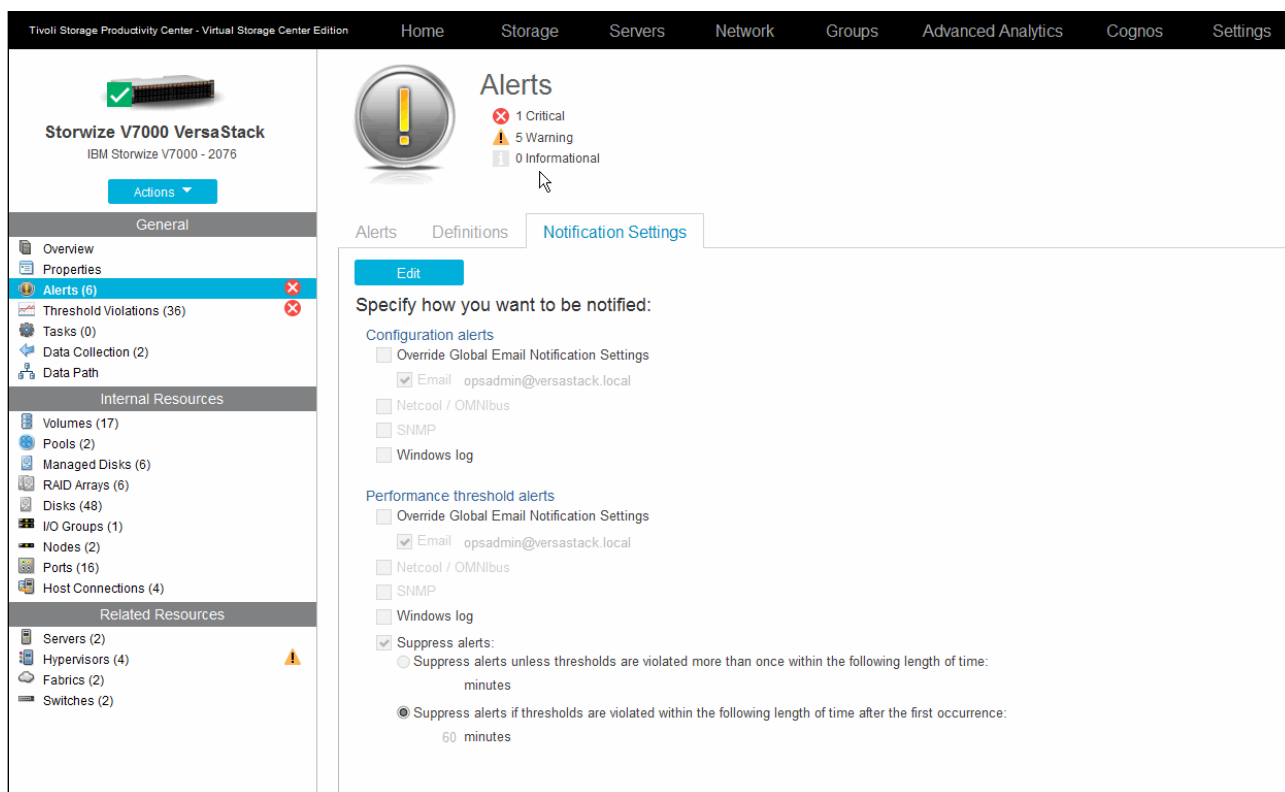 Tivoli Storage Productivity Center - Virtual Storage Center Edition Home Storage Servers Network Groups Advanced Analytics Cognos Settings
Storwize V7000 VersaStack
IBM Storwize V7000 - 2076
Actions
General
Overview
Properties
Alerts (6)
Threshold Violations (36)
Tasks (0)
Data Collection (2)
Data Path
Internal Resources
Volumes (17)
Pools (2)
Managed Disks (6)
RAID Arrays (6)
Disks (48)
I/O Groups (1)
Nodes (2)
Ports (16)
Host Connections (4)
Related Resources
Servers (2)
Hypervisors (4)
Fabrics (2)
Switches (2)
Alerts
1 Critical
5 Warning
0 Informational
Alerts Definitions Notification Settings
Edit
Specify how you want to be notified:
Configuration alerts
Override Global Email Notification Settings
Email opsadmin@versastack.local
Netcool / OMNIbus
SNMP
Windows log
Performance threshold alerts
Override Global Email Notification Settings
Email opsadmin@versastack.local
Netcool / OMNIbus
SNMP
Windows log
Suppress alerts:
Suppress alerts unless thresholds are violated more than once within the following length of time:
minutes
Suppress alerts if thresholds are violated within the following length of time after the first occurrence:
60 minutes